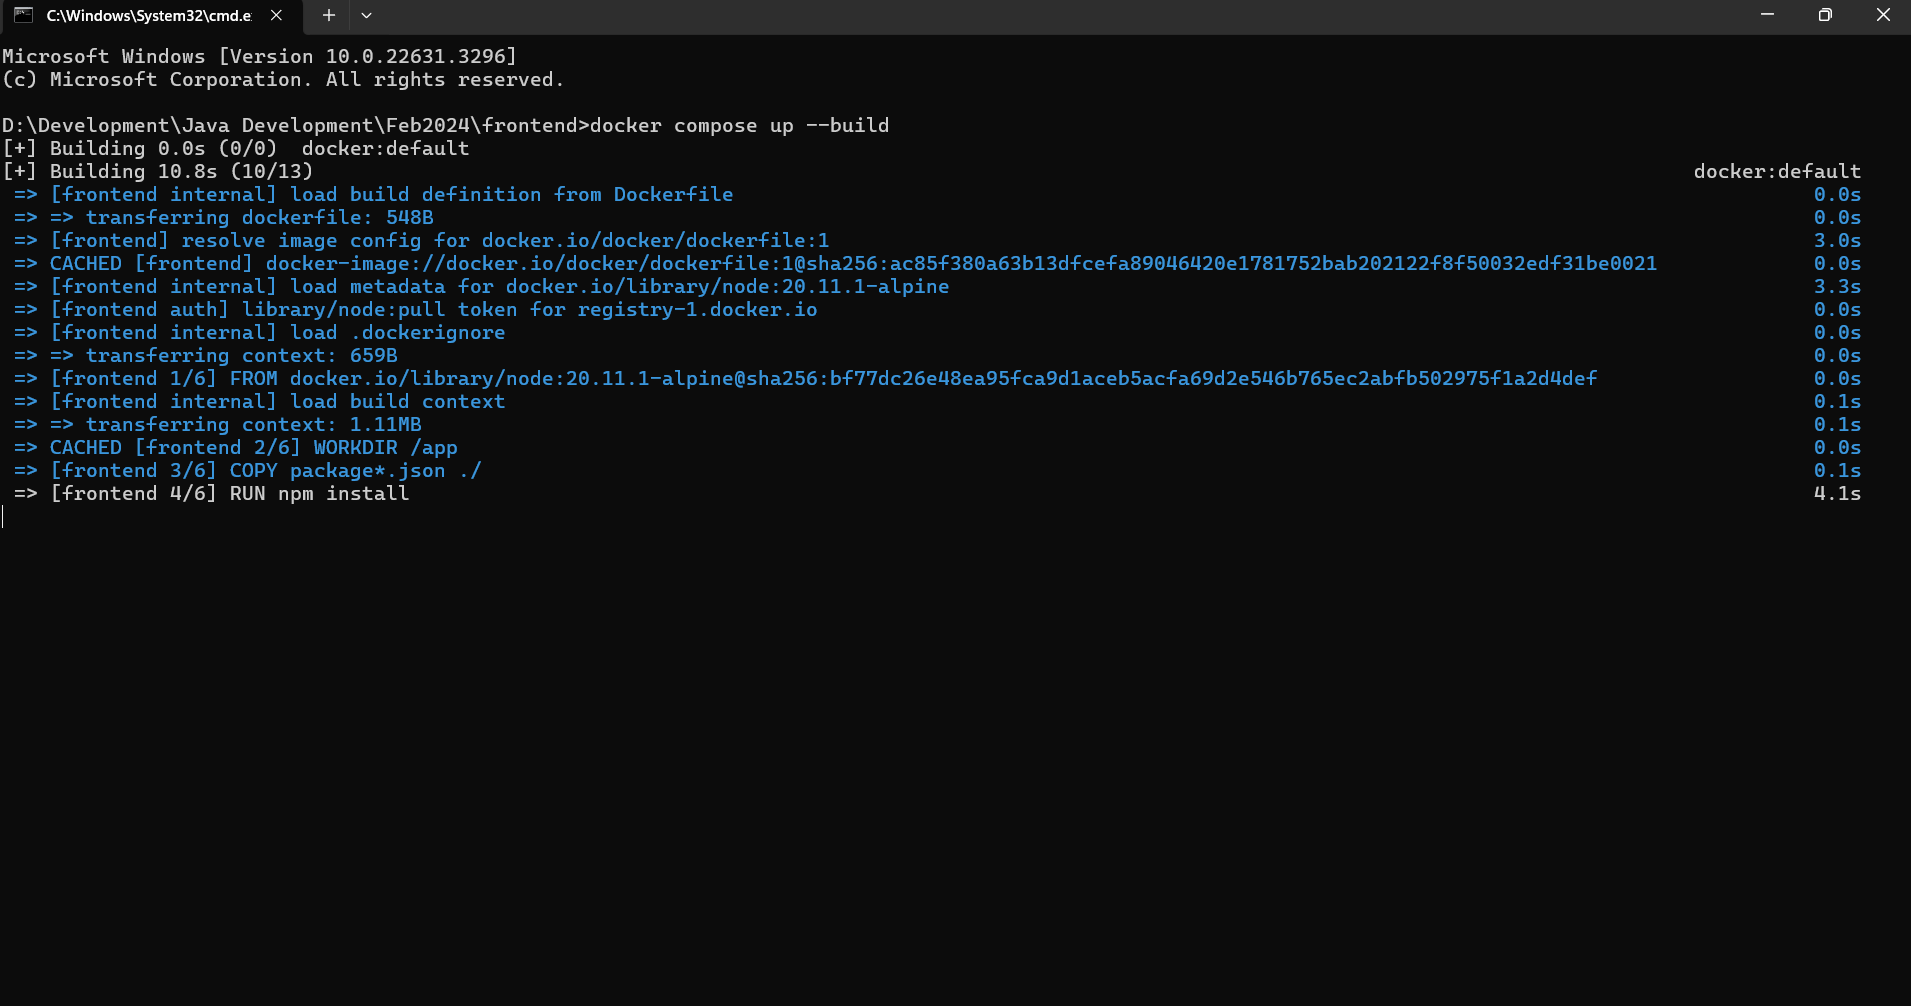 C:\Windows\System32\cmd.e
Microsoft Windows [Version 10.0.22631.3296]
(c) Microsoft Corporation. All rights reserved.
D:\Development\Java Development\Feb2024\frontend>docker compose up --build
[+] Building 0.0s (0/0)  docker:default
[+] Building 10.8s (10/13) docker:default
=> [frontend internal] load build definition from Dockerfile 0.0s
=> => transferring dockerfile: 548B 0.0s
=> [frontend] resolve image config for docker.io/docker/dockerfile:1 3.0s
=> CACHED [frontend] docker-image://docker.io/docker/dockerfile:1@sha256:ac85f380a63b13dfcefa89046420e1781752bab202122f8f50032edf31be0021 0.0s
=> [frontend internal] load metadata for docker.io/library/node:20.11.1-alpine 3.3s
=> [frontend auth] library/node:pull token for registry-1.docker.io 0.0s
=> [frontend internal] load .dockerignore 0.0s
=> => transferring context: 659B 0.0s
=> [frontend 1/6] FROM docker.io/library/node:20.11.1-alpine@sha256:bf77dc26e48ea95fca9d1aceb5acfa69d2e546b765ec2abfb502975f1a2d4def 0.0s
=> [frontend internal] load build context 0.1s
=> => transferring context: 1.11MB 0.1s
=> CACHED [frontend 2/6] WORKDIR /app 0.0s
=> [frontend 3/6] COPY package*.json ./ 0.1s
=> [frontend 4/6] RUN npm install 4.1s